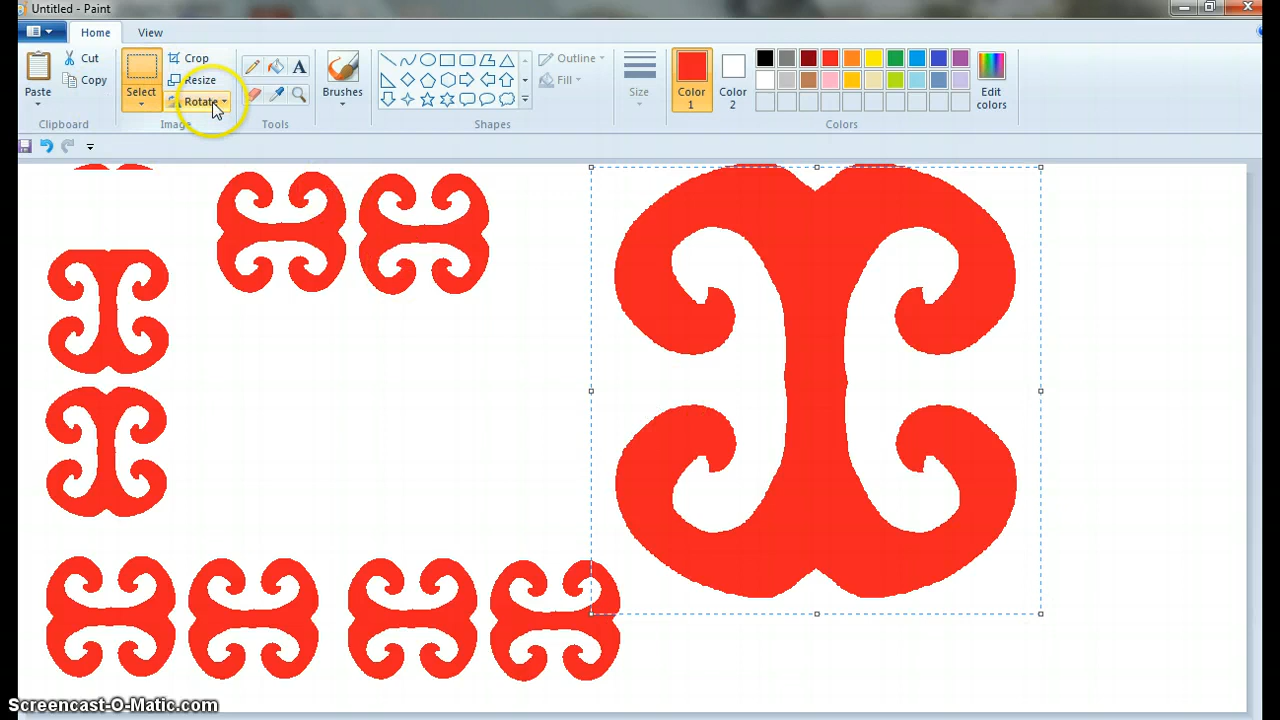 Untitled - Paint
Home View
Paste
Cut
Copy
Clipboard
Select
Crop
Resize
Rotate
Image
A
Tools
Brushes
Outline
Fill
Shapes
Size
Color 1
Color 2
Edit colors
Colors
Screencast-O-Matic.com